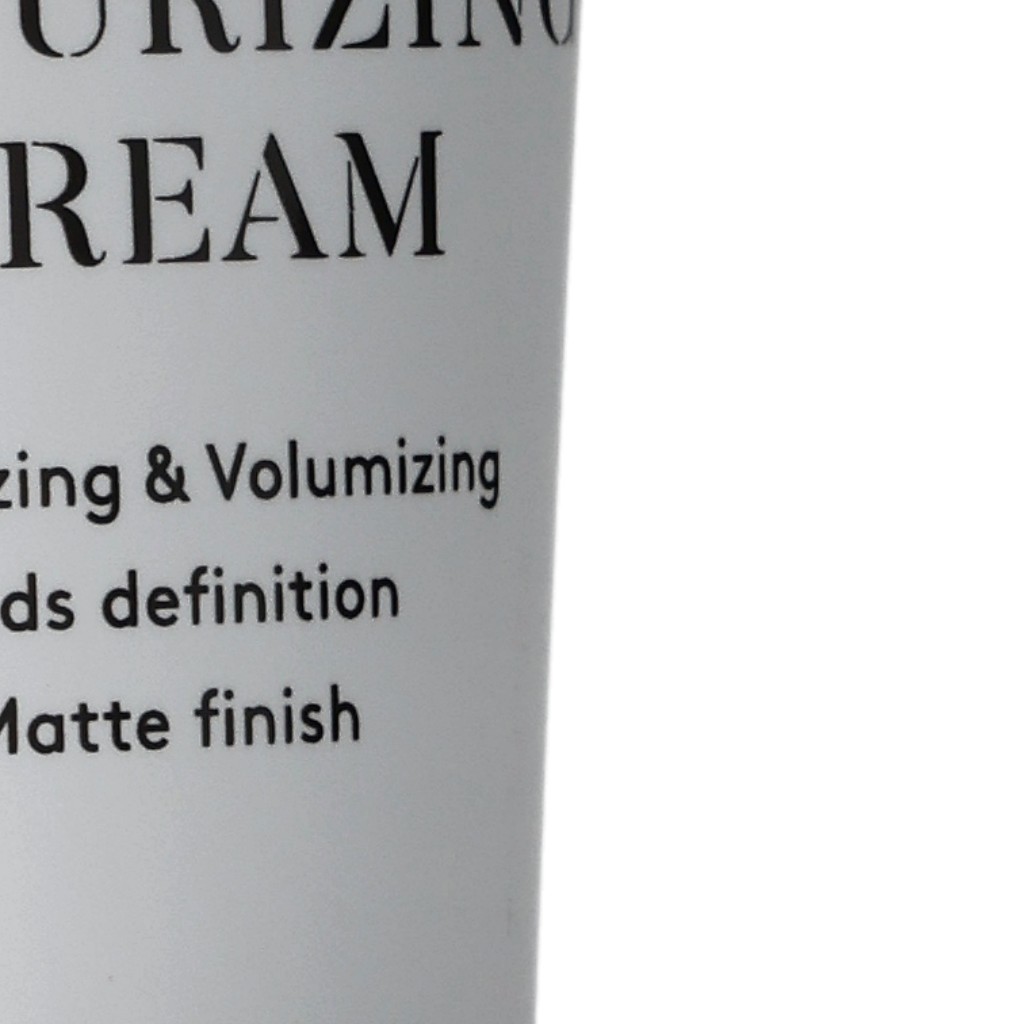 URIZING
REAM
zing & Volumizing
ds definition
Matte finish